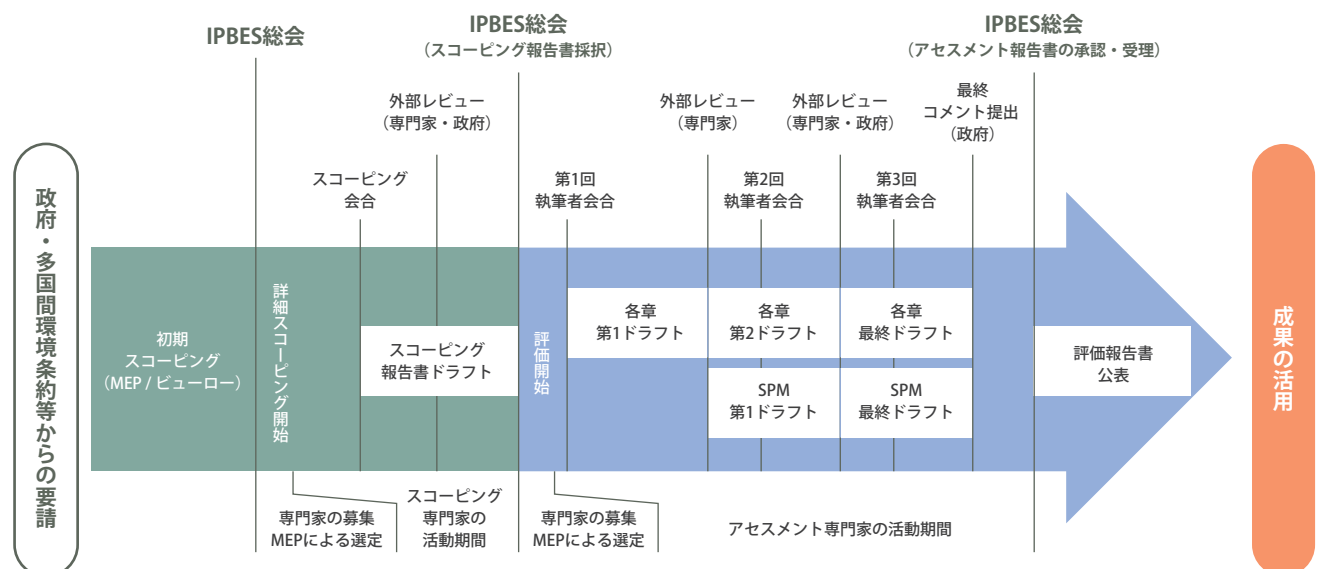 IPBES総会
IPBES総会
（スコーピング報告書採択）
IPBES総会
（アセスメント報告書の承認・受理）
外部レビュー
（専門家・政府）
外部レビュー
（専門家）
外部レビュー
（専門家・政府）
最終
コメント提出
（政府）
スコーピング
会合
第1回
執筆者会合
第2回
執筆者会合
第3回
執筆者会合
政府・多国間環境条約等からの要請
初期
スコーピング
（MEP / ビューロー）
詳細スコーピング開始
スコーピング
報告書ドラフト
評価開始
各章
第1ドラフト
各章
第2ドラフト
各章
最終ドラフト
SPM
第1ドラフト
SPM
最終ドラフト
評価報告書
公表
成果の活用
専門家の募集
MEPによる選定
スコーピング
専門家の
活動期間
専門家の募集
MEPによる選定
アセスメント専門家の活動期間